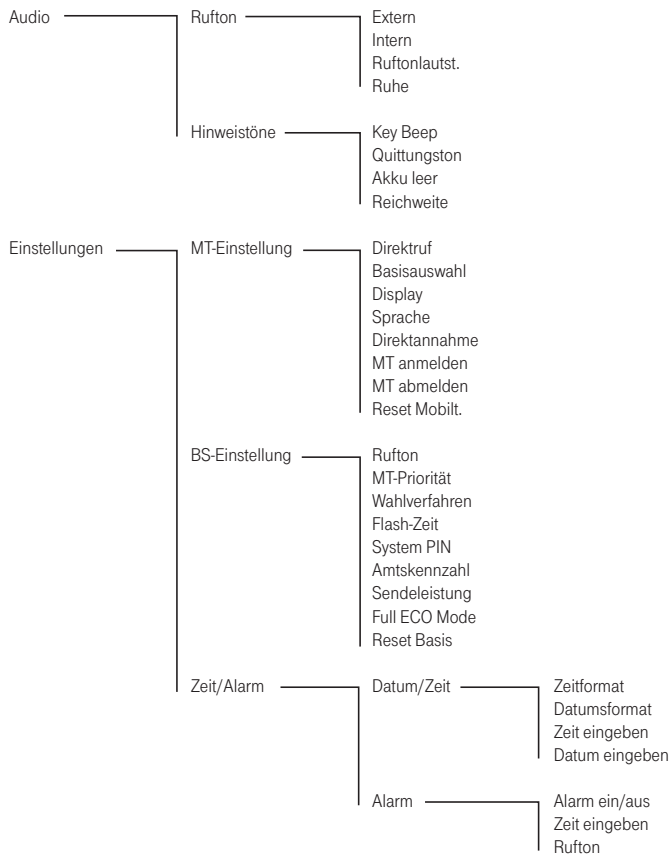 Audio Rufton Extern
Intern
Ruftonlautst.
Ruhe
Hinweistöne Key Beep
Quittungston
Akku leer
Reichweite
Einstellungen MT-Einstellung Direktruf
Basisauswahl
Display
Sprache
Direktannahme
MT anmelden
MT abmelden
Reset Mobilt.
BS-Einstellung Rufton
MT-Priorität
Wahlverfahren
Flash-Zeit
System PIN
Amtskennzahl
Sendeleistung
Full ECO Mode
Reset Basis
Zeit/Alarm Datum/Zeit Zeitformat
Datumsformat
Zeit eingeben
Datum eingeben
Alarm Alarm ein/aus
Zeit eingeben
Rufton